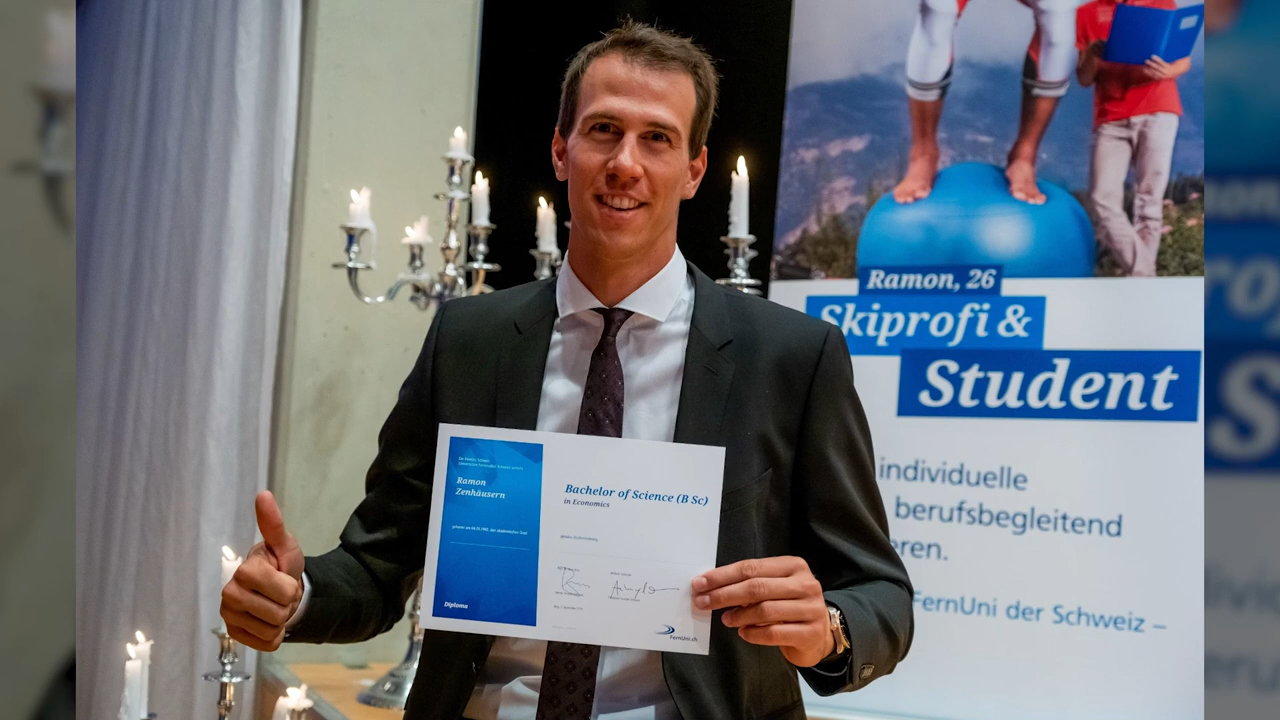 Ramon, 26
Skiprofi &
Student
individuelle
berufsbegleitend
eren.
FernUni der Schweiz –
Ramon
Zenhäusern
Bachelor of Science (B Sc)
in Economics
Diploma
FernUni.ch